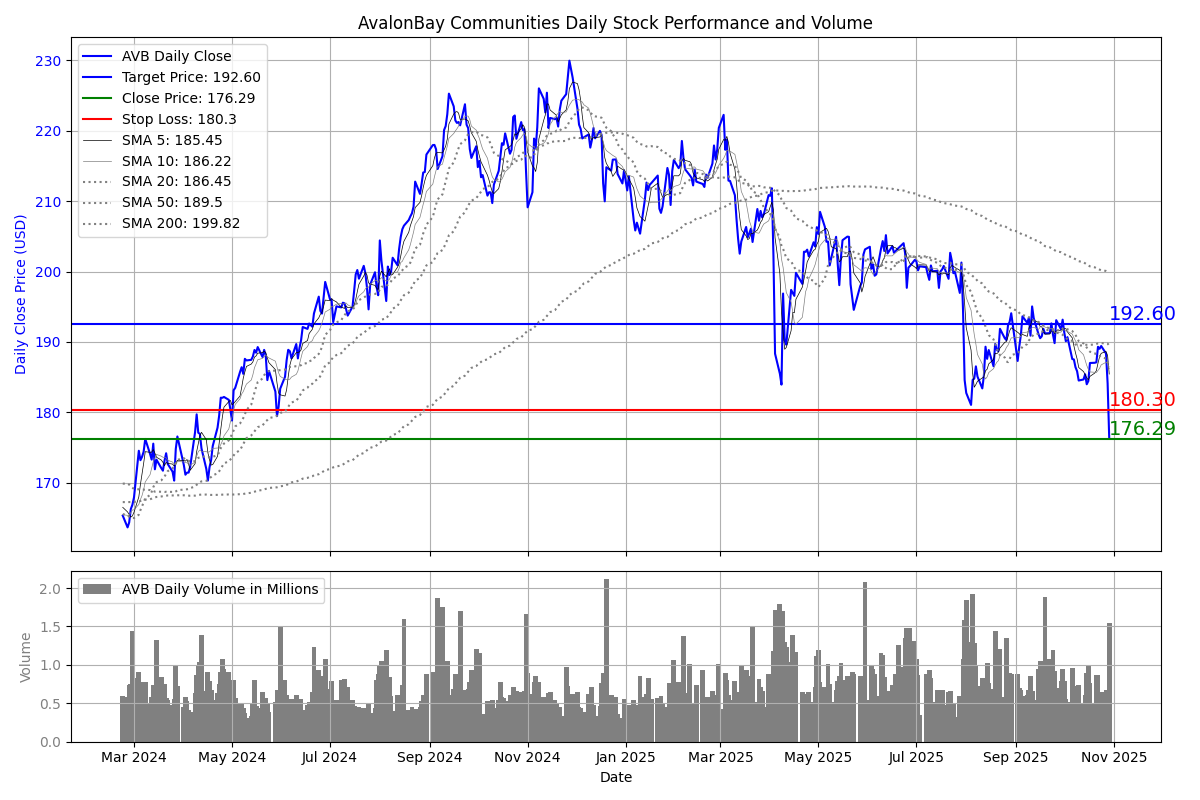 AvalonBay Communities Daily Stock Performance and Volume
AVB Daily Close
Target Price: 192.60
Close Price: 176.29
Stop Loss: 180.3
SMA 5: 185.45
SMA 10: 186.22
SMA 20: 186.45
SMA 50: 189.5
SMA 200: 199.82
Daily Close Price (USD)
230
220
210
200
190
180
170
192.60
180.30
176.29
AVB Daily Volume in Millions
Volume
2.0
1.5
1.0
0.5
0.0
Mar 2024 May 2024 Jul 2024 Sep 2024 Nov 2024 Jan 2025 Mar 2025 May 2025 Jul 2025 Sep 2025 Nov 2025
Date